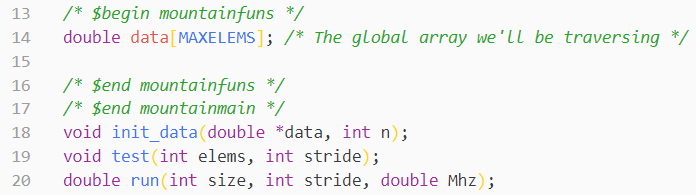 13 /* $begin mountainfuns */
14 double data[MAXELEMS]; /* The global array we'll be traversing */
15
16 /* $end mountainfuns */
17 /* $end mountainmain */
18 void init_data(double *data, int n);
19 void test(int elems, int stride);
20 double run(int size, int stride, double Mhz);